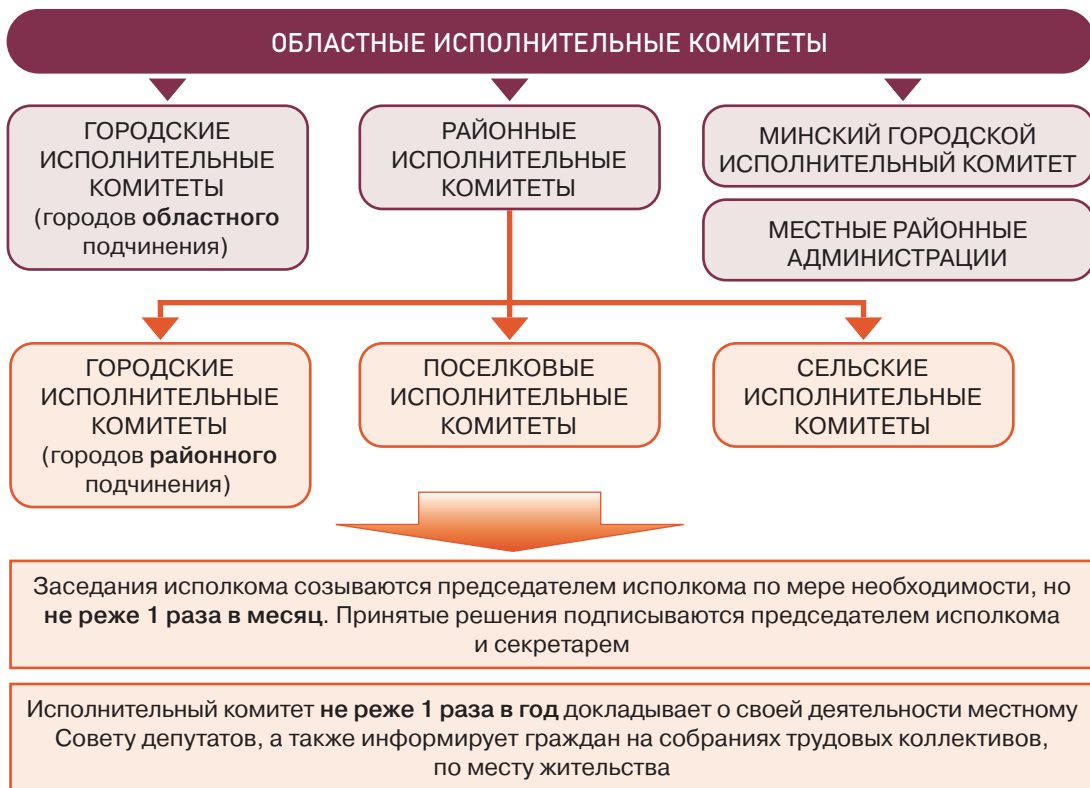 ОБЛАСТНЫЕ ИСПОЛНИТЕЛЬНЫЕ КОМИТЕТЫ
ГОРОДСКИЕ
ИСПОЛНИТЕЛЬНЫЕ
КОМИТЕТЫ
(городов областного
подчинения)
РАЙОННЫЕ
ИСПОЛНИТЕЛЬНЫЕ
КОМИТЕТЫ
МИНСКИЙ ГОРОДСКОЙ
ИСПОЛНИТЕЛЬНЫЙ КОМИТЕТ
МЕСТНЫЕ РАЙОННЫЕ
АДМИНИСТРАЦИИ
ГОРОДСКИЕ
ИСПОЛНИТЕЛЬНЫЕ
КОМИТЕТЫ
(городов районного
подчинения)
ПОСЕЛКОВЫЕ
ИСПОЛНИТЕЛЬНЫЕ
КОМИТЕТЫ
СЕЛЬСКИЕ
ИСПОЛНИТЕЛЬНЫЕ
КОМИТЕТЫ
Заседания исполкома созываются председателем исполкома по мере необходимости, но
не реже 1 раза в месяц. Принятые решения подписываются председателем исполкома
и секретарем
Исполнительный комитет не реже 1 раза в год докладывает о своей деятельности местному
Совету депутатов, а также информирует граждан на собраниях трудовых коллективов,
по месту жительства